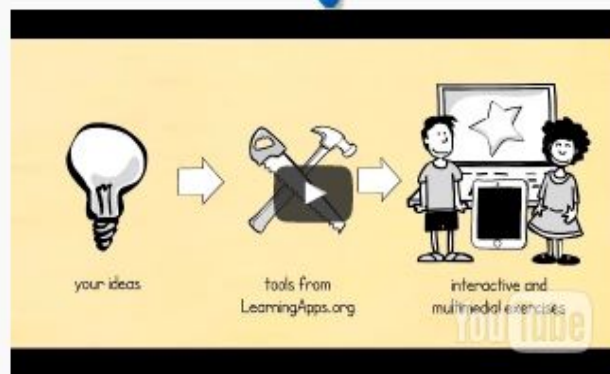 your ideas
tools from
LearningApps.org
interactive and
multimedial exercises
YouTube